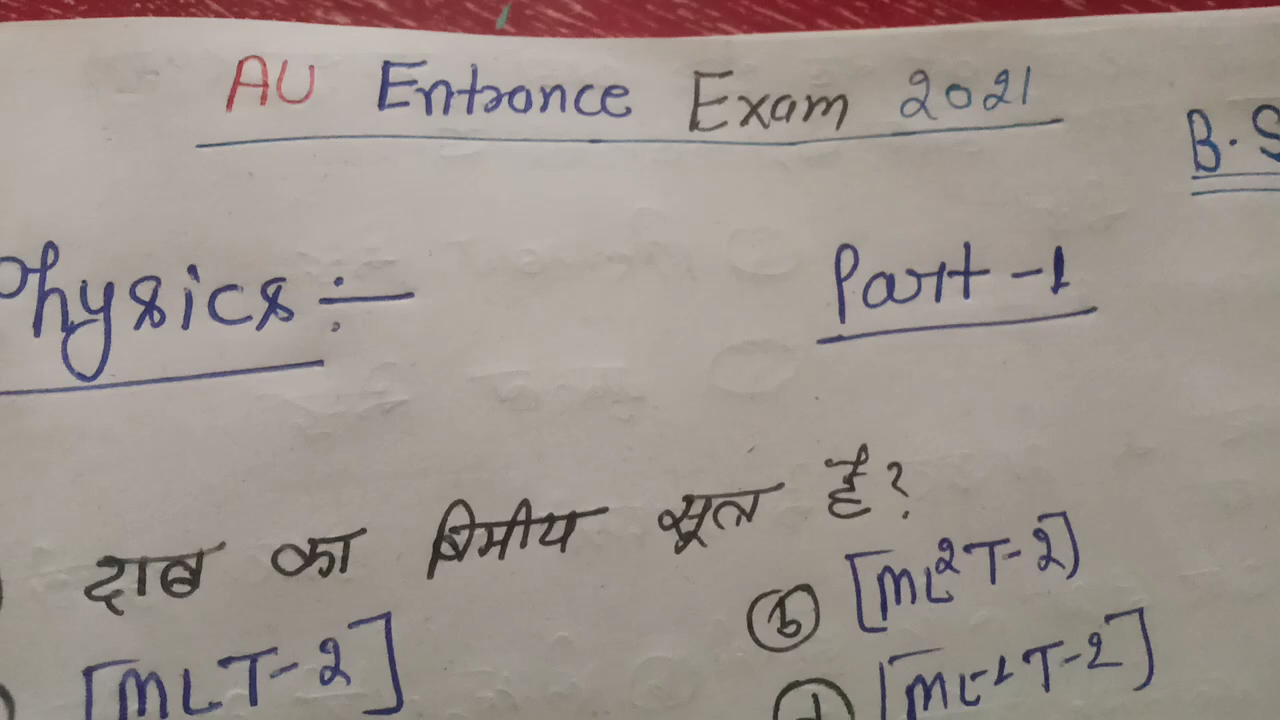 AU Entrance Exam 2021
B.S
Physics :-
Part-1
दाब का विमीय सूत्र है?
(b) [ML²T-2]
[MLT-2]
(d) [ML-1T-2]